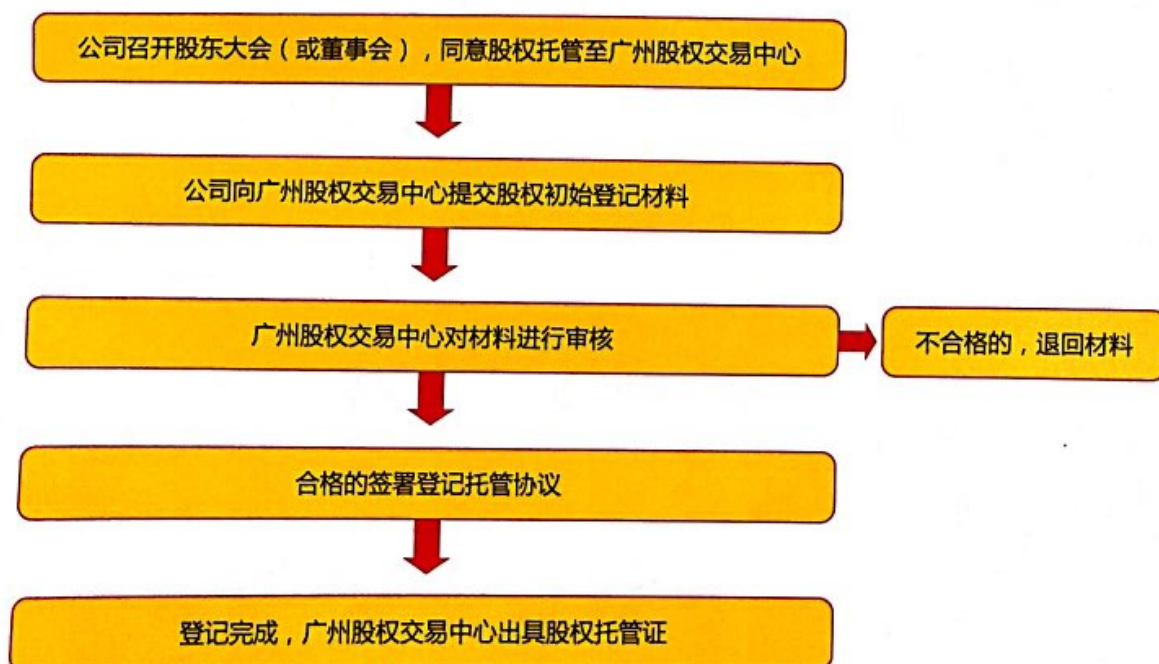 公司召开股东大会（或董事会），同意股权托管至广州股权交易中心
公司向广州股权交易中心提交股权初始登记材料
广州股权交易中心对材料进行审核
不合格的，退回材料
合格的签署登记托管协议
登记完成，广州股权交易中心出具股权托管证